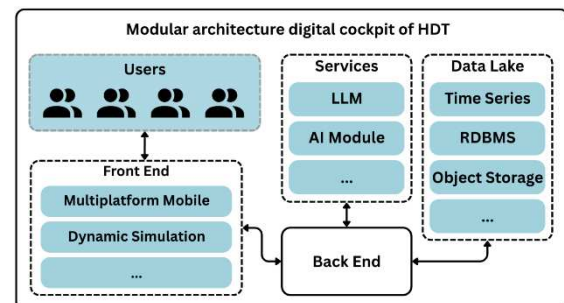 Modular architecture digital cockpit of HDT
Users
Services
LLM
AI Module
...
Data Lake
Time Series
RDBMS
Object Storage
...
Front End
Multiplatform Mobile
Dynamic Simulation
...
Back End